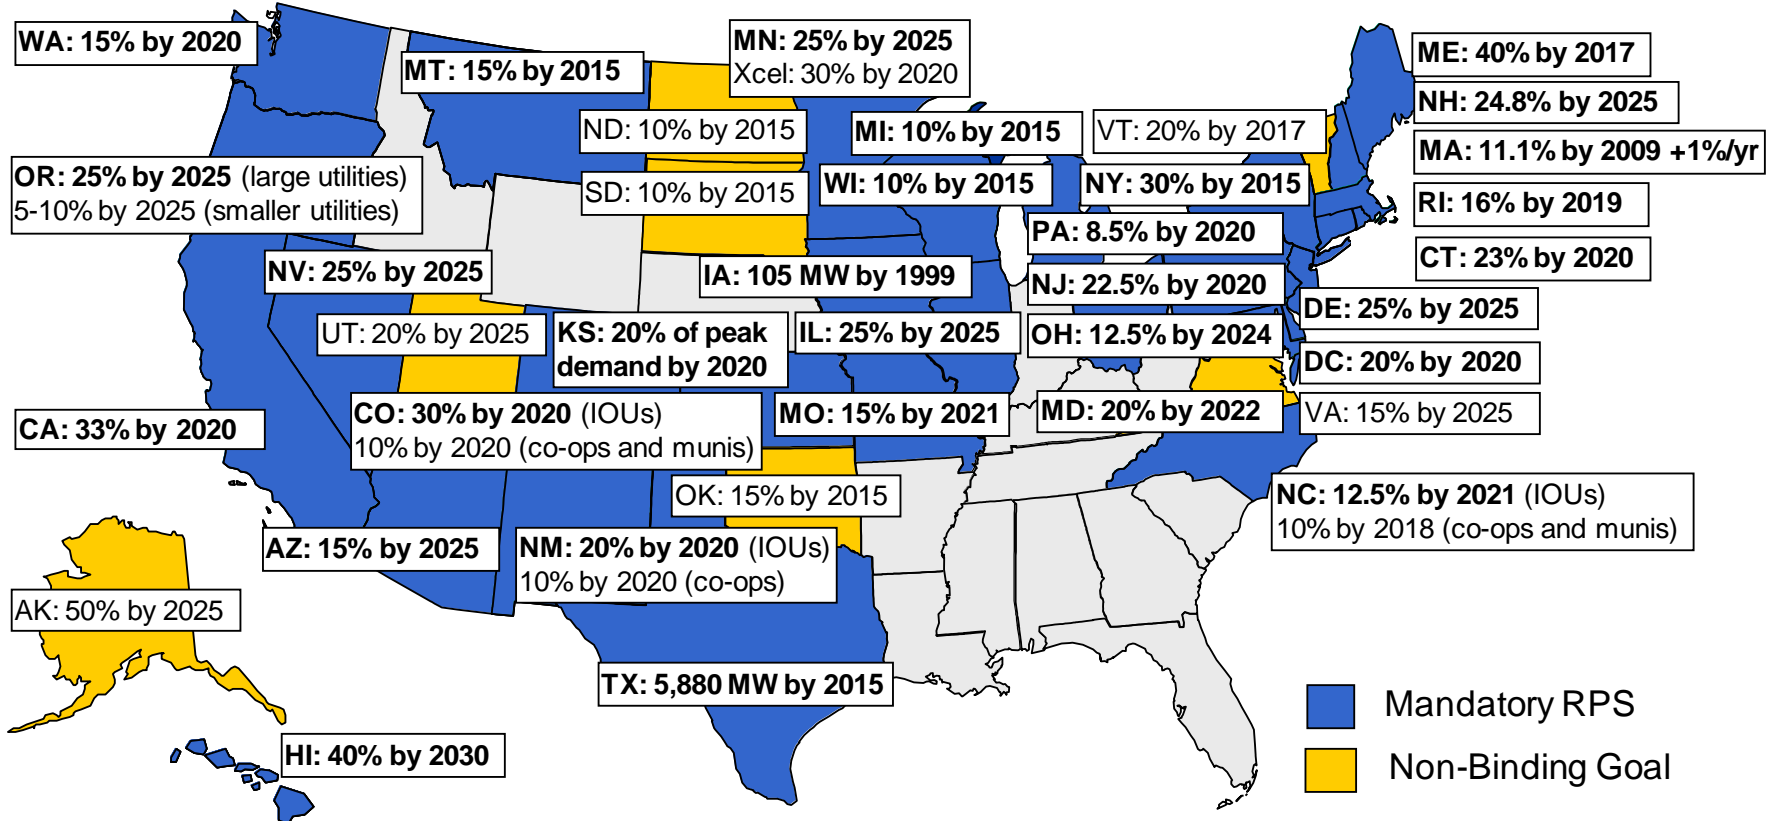 WA: 15% by 2020
MT: 15% by 2015
MN: 25% by 2025
Xcel: 30% by 2020
ME: 40% by 2017
NH: 24.8% by 2025
ND: 10% by 2015
MI: 10% by 2015
VT: 20% by 2017
MA: 11.1% by 2009 +1%/yr
OR: 25% by 2025 (large utilities)
5-10% by 2025 (smaller utilities)
SD: 10% by 2015
WI: 10% by 2015
NY: 30% by 2015
RI: 16% by 2019
PA: 8.5% by 2020
CT: 23% by 2020
NV: 25% by 2025
IA: 105 MW by 1999
NJ: 22.5% by 2020
DE: 25% by 2025
UT: 20% by 2025
KS: 20% of peak
demand by 2020
IL: 25% by 2025
OH: 12.5% by 2024
DC: 20% by 2020
CA: 33% by 2020
CO: 30% by 2020 (IOUs)
10% by 2020 (co-ops and munis)
MO: 15% by 2021
MD: 20% by 2022
VA: 15% by 2025
OK: 15% by 2015
NC: 12.5% by 2021 (IOUs)
10% by 2018 (co-ops and munis)
AZ: 15% by 2025
NM: 20% by 2020 (IOUs)
10% by 2020 (co-ops)
AK: 50% by 2025
TX: 5,880 MW by 2015
Mandatory RPS
HI: 40% by 2030
Non-Binding Goal